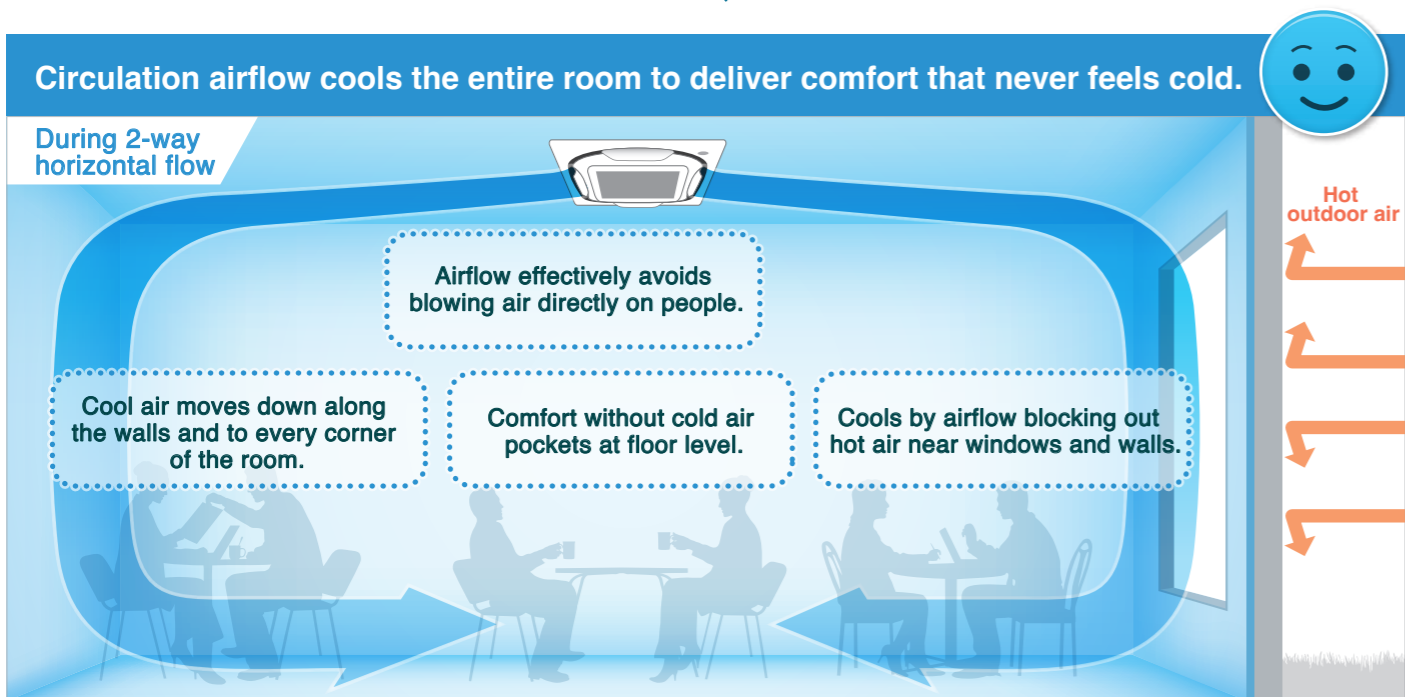 Circulation airflow cools the entire room to deliver comfort that never feels cold.
During 2-way
horizontal flow
Hot
outdoor air
Airflow effectively avoids
blowing air directly on people.
Cool air moves down along
the walls and to every corner
of the room.
Comfort without cold air
pockets at floor level.
Cools by airflow blocking out
hot air near windows and walls.